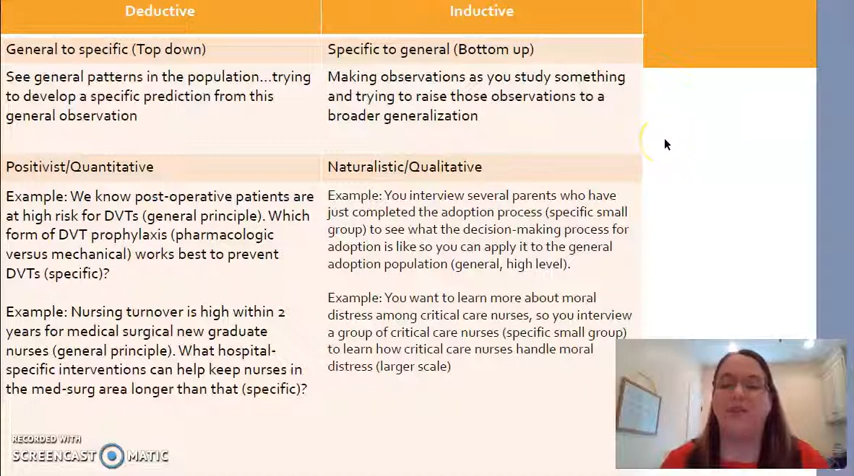 Deductive
Inductive
General to specific (Top down)
Specific to general (Bottom up)
See general patterns in the population...trying
to develop a specific prediction from this
general observation
Making observations as you study something
and trying to raise those observations to a
broader generalization
Positivist/Quantitative
Naturalistic/Qualitative
Example: We know post-operative patients are
at high risk for DVTs (general principle). Which
form of DVT prophylaxis (pharmacologic
versus mechanical) works best to prevent
DVTs (specific)?
Example: Nursing turnover is high within 2
years for medical surgical new graduate
nurses (general principle). What hospital-
specific interventions can help keep nurses in
the med-surg area longer than that (specific)?
Example: You interview several parents who have
just completed the adoption process (specific small
group) to see what the decision-making process for
adoption is like so you can apply it to the general
adoption population (general, high level).
Example: You want to learn more about moral
distress among critical care nurses, so you interview
a group of critical care nurses (specific small group)
to learn how critical care nurses handle moral
distress (larger scale)
RECORDED WITH
SCREENCAST MATIC